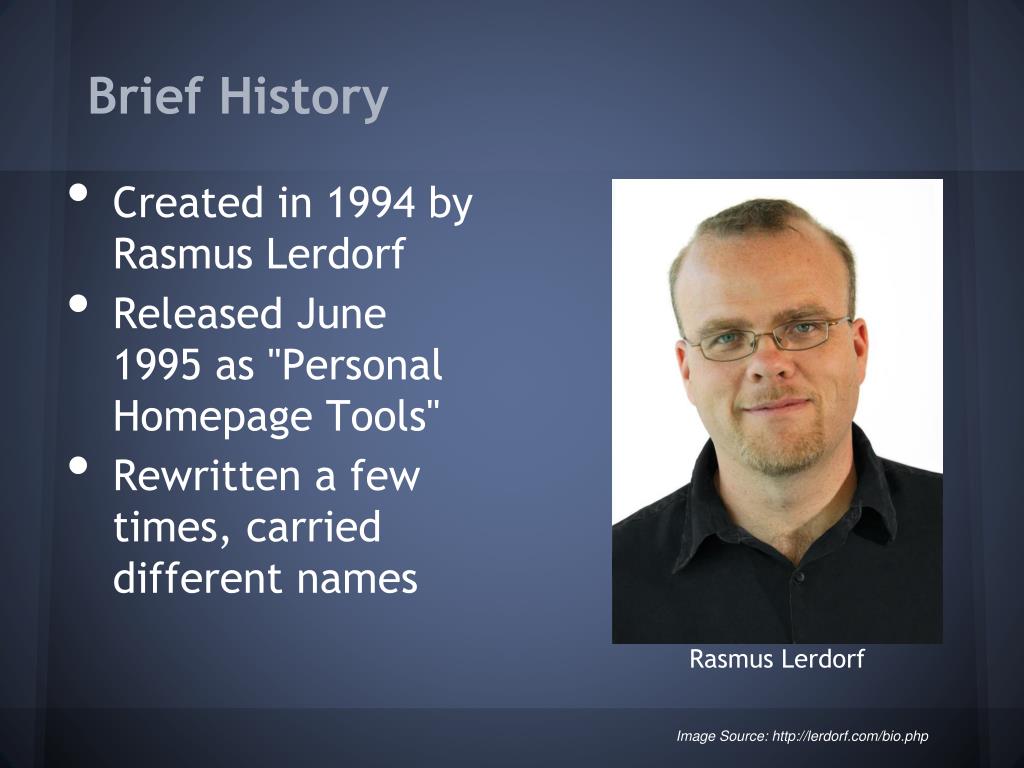 Brief History
• Created in 1994 by
Rasmus Lerdorf
• Released June
1995 as "Personal
Homepage Tools"
• Rewritten a few
times, carried
different names
Rasmus Lerdorf
Image Source: http://lerdorf.com/bio.php